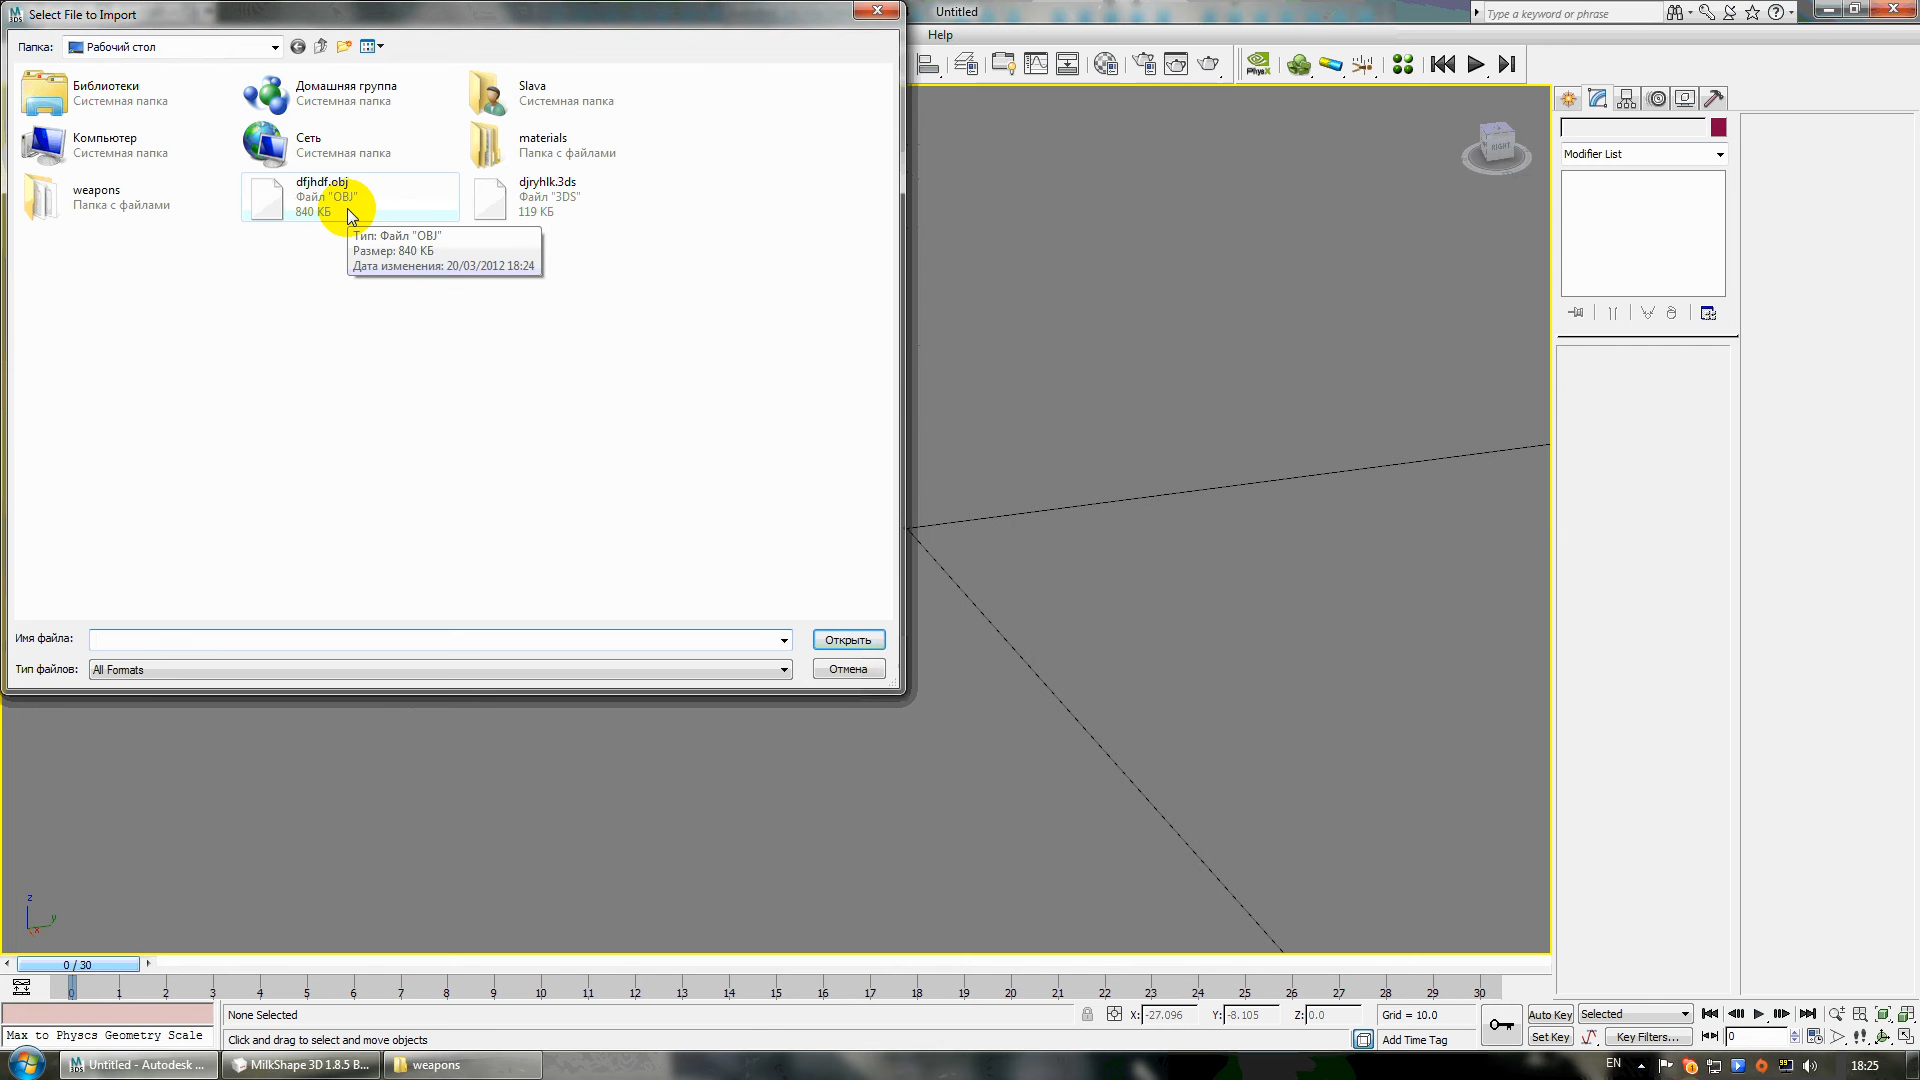 Select File to Import
Untitled
Type a keyword or phrase
Папка:
Рабочий стол
Help
PhysX
Библиотеки
Системная папка
Домашняя группа
Системная папка
Slava
Системная папка
Компьютер
Системная папка
Сеть
Системная папка
materials
Папка с файлами
weapons
Папка с файлами
dfjhdf.obj
Файл "OBJ"
840 КБ
djryhlk.3ds
Файл "3DS"
119 КБ
Тип: Файл "OBJ"
Размер: 840 КБ
Дата изменения: 20/03/2012 18:24
RIGHT
Modifier List
Имя файла:
Открыть
Тип файлов:
All Formats
Отмена
z
y
x
0 / 30
0 1 2 3 4 5 6 7 8 9 10 11 12 13 14 15 16 17 18 19 20 21 22 23 24 25 26 27 28 29 30
None Selected
X: -27.096
Y: -8.105
Z: 0.0
Grid = 10.0
Auto Key
Selected
Max to Physcs Geometry Scale
Click and drag to select and move objects
Add Time Tag
Set Key
Key Filters...
0
Untitled - Autodesk ...
MilkShape 3D 1.8.5 B...
weapons
EN
18:25